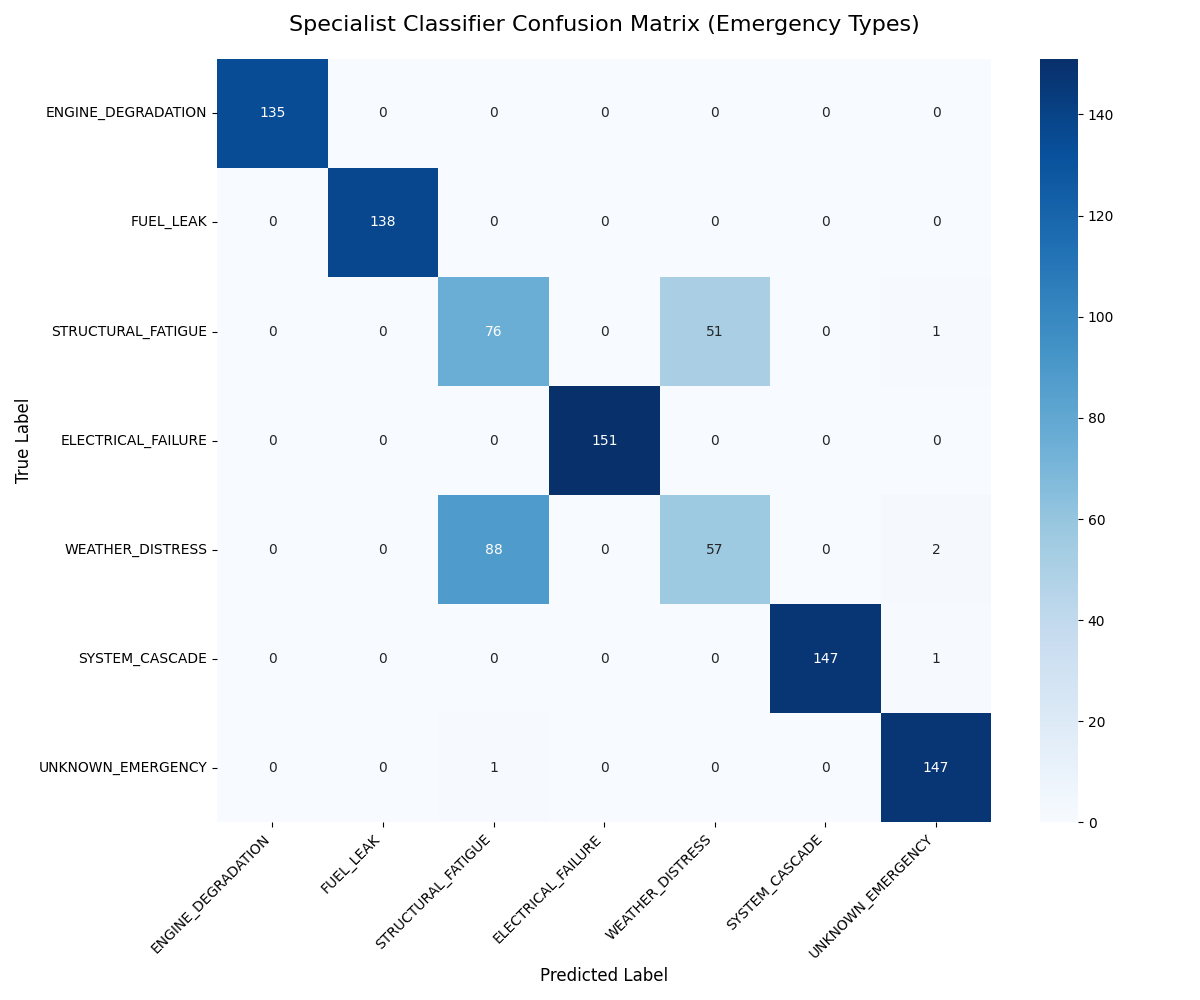 Specialist Classifier Confusion Matrix (Emergency Types)
ENGINE_DEGRADATION 135 0 0 0 0 0 0
FUEL_LEAK 0 138 0 0 0 0 0
STRUCTURAL_FATIGUE 0 0 76 0 51 0 1
ELECTRICAL_FAILURE 0 0 0 151 0 0 0
WEATHER_DISTRESS 0 0 88 0 57 0 2
SYSTEM_CASCADE 0 0 0 0 0 147 1
UNKNOWN_EMERGENCY 0 0 1 0 0 0 147
True Label
ENGINE_DEGRADATION
FUEL_LEAK
STRUCTURAL_FATIGUE
ELECTRICAL_FAILURE
WEATHER_DISTRESS
SYSTEM_CASCADE
UNKNOWN_EMERGENCY
Predicted Label
140
120
100
80
60
40
20
0